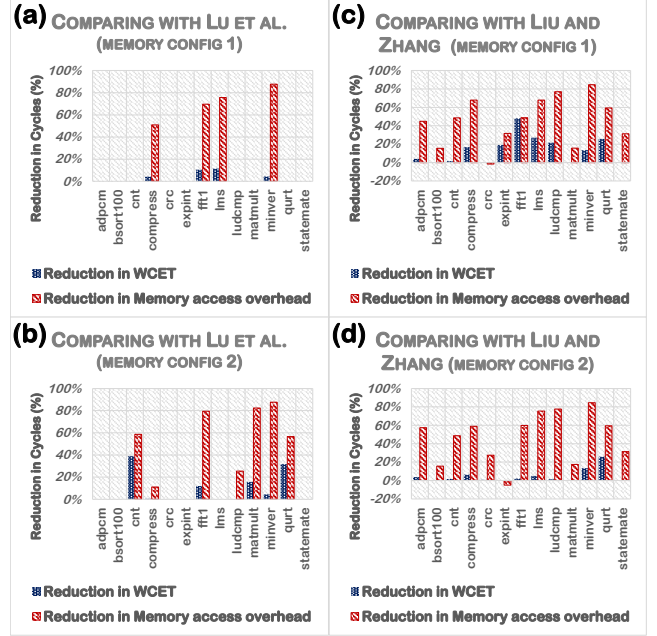 (a) COMPARING WITH LU ET AL.
(MEMORY CONFIG 1)
Reduction in Cycles (%)
100%
80%
60%
40%
20%
0%
adpcm
bsort100
cnt
compress
crc
expint
fft1
lms
ludcmp
matmult
minver
qurt
statemate
Reduction in WCET
Reduction in Memory access overhead
(b) COMPARING WITH LU ET AL.
(MEMORY CONFIG 2)
Reduction in Cycles (%)
100%
80%
60%
40%
20%
0%
adpcm
bsort100
cnt
compress
crc
expint
fft1
lms
ludcmp
matmult
minver
qurt
statemate
Reduction in WCET
Reduction in Memory access overhead
(c) COMPARING WITH LIU AND
ZHANG (MEMORY CONFIG 1)
Reduction in Cycles (%)
100%
80%
60%
40%
20%
0%
-20%
adpcm
bsort100
cnt
compress
crc
expint
fft1
lms
ludcmp
matmult
minver
qurt
statemate
Reduction in WCET
Reduction in Memory access overhead
(d) COMPARING WITH LIU AND
ZHANG (MEMORY CONFIG 2)
Reduction in Cycles (%)
100%
80%
60%
40%
20%
0%
-20%
adpcm
bsort100
cnt
compress
crc
expint
fft1
lms
ludcmp
matmult
minver
qurt
statemate
Reduction in WCET
Reduction in Memory access overhead